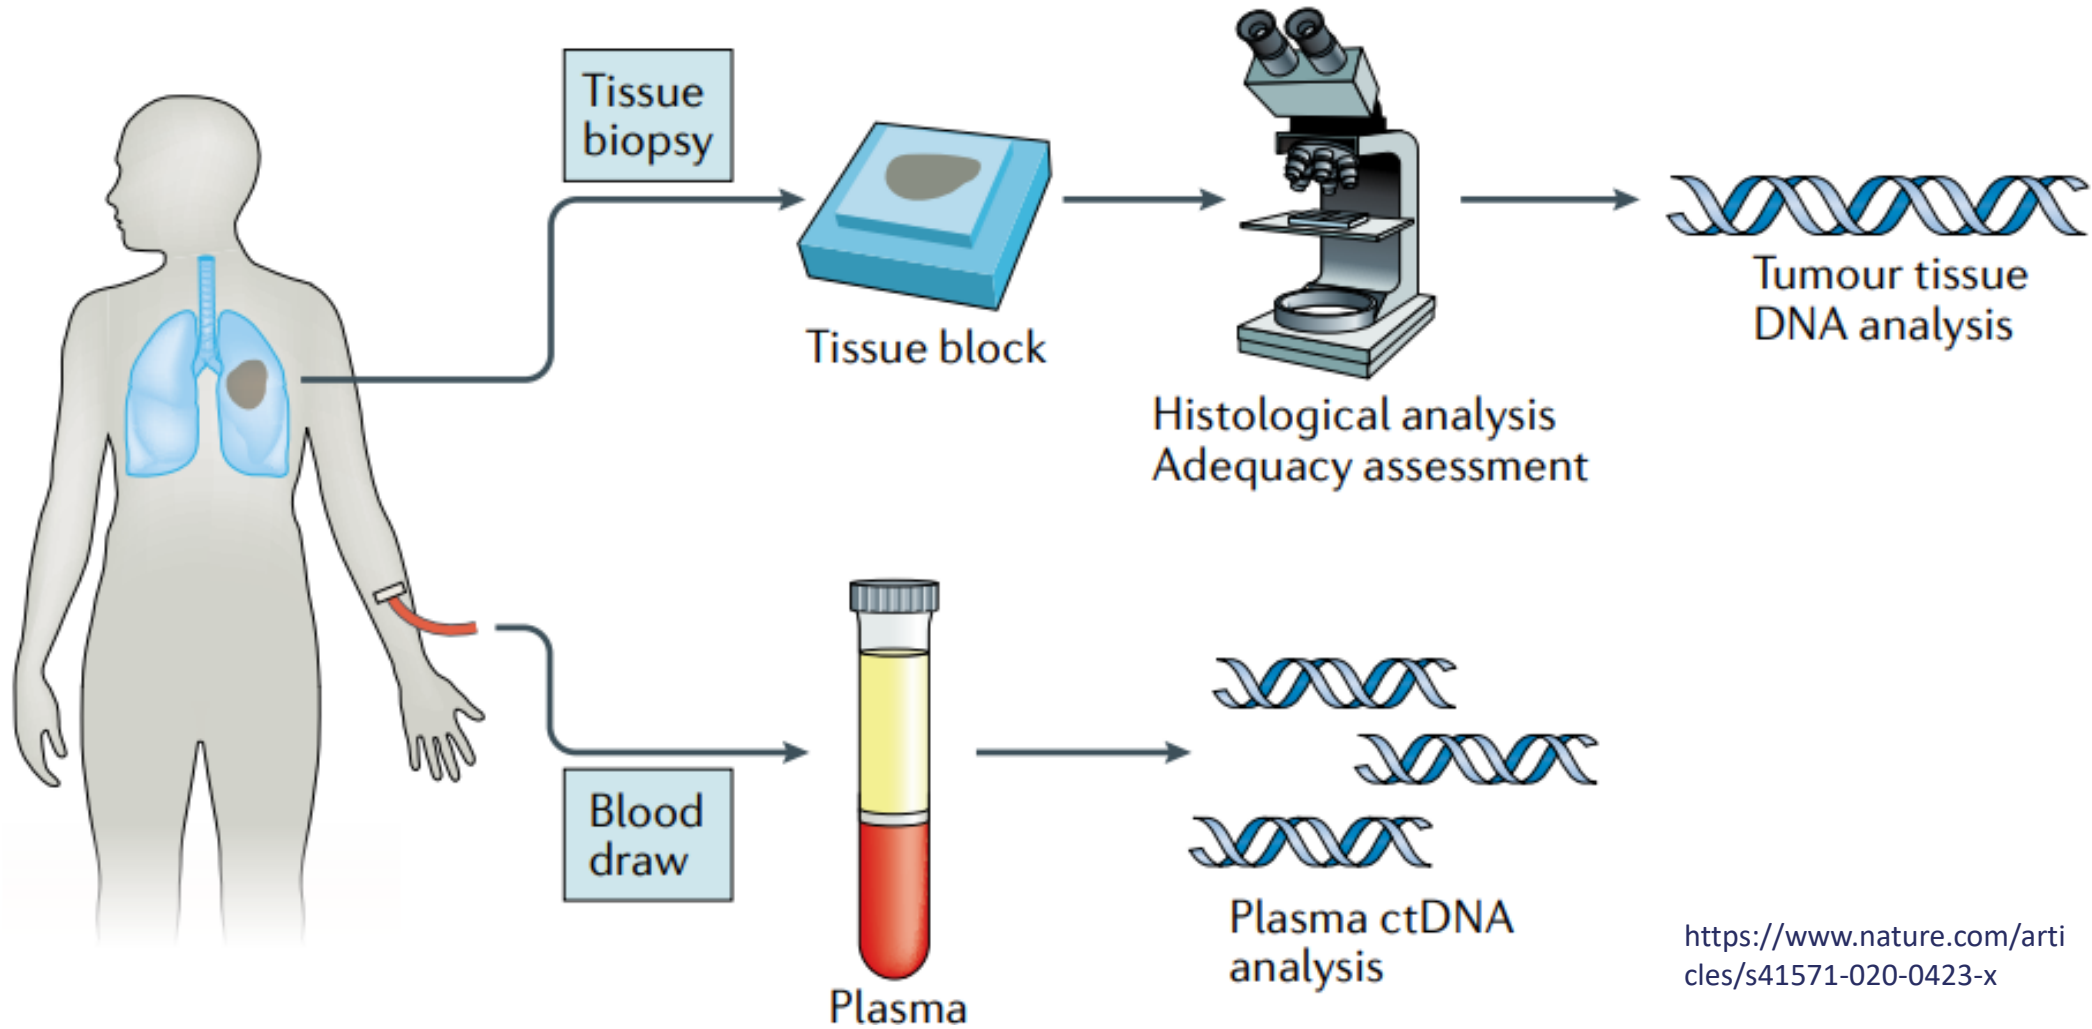 Tissue
biopsy
Tissue block
Histological analysis
Adequacy assessment
Tumour tissue
DNA analysis
Blood
draw
Plasma
Plasma ctDNA
analysis
https://www.nature.com/arti
cles/s41571-020-0423-x